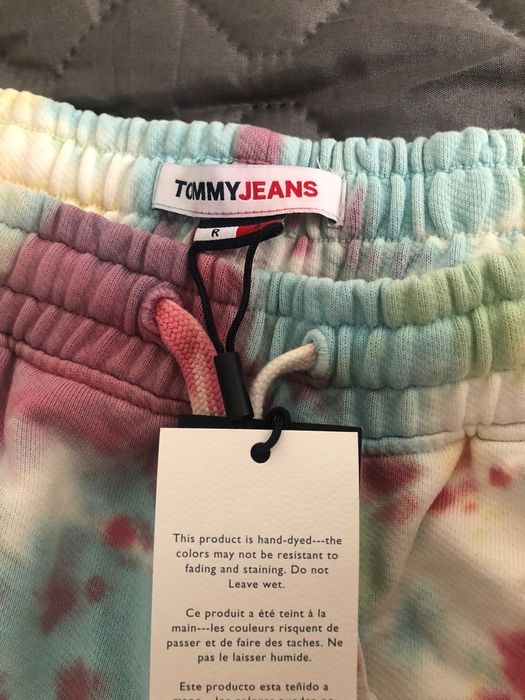 TOMMYJEANS
R
This product is hand-dyed---the
colors may not be resistant to
fading and staining. Do not
Leave wet.
Ce produit a été teint à la
main---les couleurs risquent de
passer et de faire des taches. Ne
pas le laisser humide.
Este producto esta teñido a